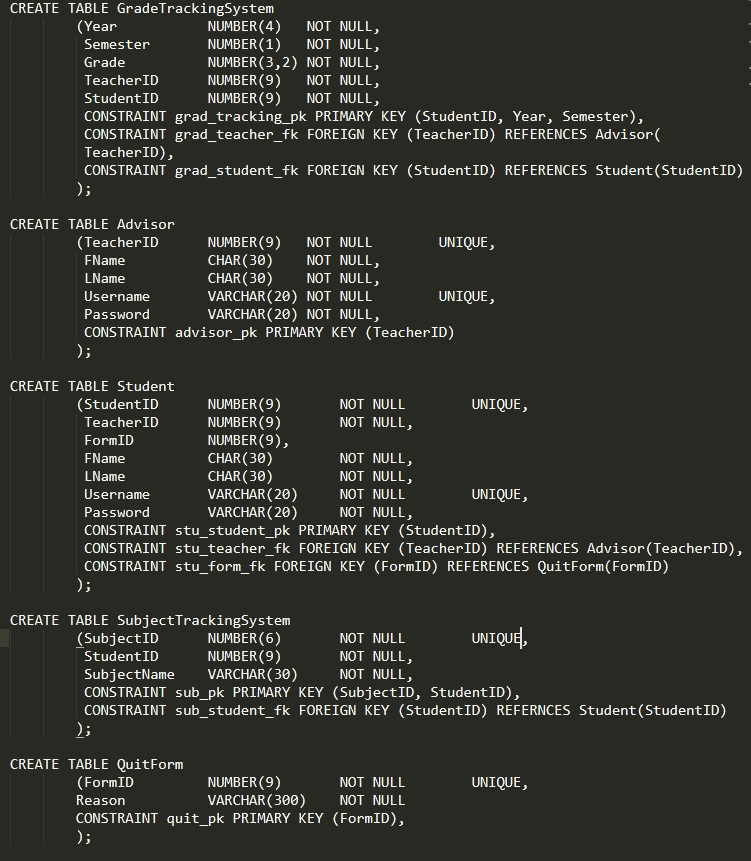 CREATE TABLE GradeTrackingSystem
(Year NUMBER(4) NOT NULL,
Semester NUMBER(1) NOT NULL,
Grade NUMBER(3,2) NOT NULL,
TeacherID NUMBER(9) NOT NULL,
StudentID NUMBER(9) NOT NULL,
CONSTRAINT grad_tracking_pk PRIMARY KEY (StudentID, Year, Semester),
CONSTRAINT grad_teacher_fk FOREIGN KEY (TeacherID) REFERENCES Advisor(
TeacherID),
CONSTRAINT grad_student_fk FOREIGN KEY (StudentID) REFERENCES Student(StudentID)
);
CREATE TABLE Advisor
(TeacherID NUMBER(9) NOT NULL UNIQUE,
FName CHAR(30) NOT NULL,
LName CHAR(30) NOT NULL,
Username VARCHAR(20) NOT NULL UNIQUE,
Password VARCHAR(20) NOT NULL,
CONSTRAINT advisor_pk PRIMARY KEY (TeacherID)
);
CREATE TABLE Student
(StudentID NUMBER(9) NOT NULL UNIQUE,
TeacherID NUMBER(9) NOT NULL,
FormID NUMBER(9),
FName CHAR(30) NOT NULL,
LName CHAR(30) NOT NULL,
Username VARCHAR(20) NOT NULL UNIQUE,
Password VARCHAR(20) NOT NULL,
CONSTRAINT stu_student_pk PRIMARY KEY (StudentID),
CONSTRAINT stu_teacher_fk FOREIGN KEY (TeacherID) REFERENCES Advisor(TeacherID),
CONSTRAINT stu_form_fk FOREIGN KEY (FormID) REFERENCES QuitForm(FormID)
);
CREATE TABLE SubjectTrackingSystem
(SubjectID NUMBER(6) NOT NULL UNIQUE,
StudentID NUMBER(9) NOT NULL,
SubjectName VARCHAR(30) NOT NULL,
CONSTRAINT sub_pk PRIMARY KEY (SubjectID, StudentID),
CONSTRAINT sub_student_fk FOREIGN KEY (StudentID) REFERNCES Student(StudentID)
);
CREATE TABLE QuitForm
(FormID NUMBER(9) NOT NULL UNIQUE,
Reason VARCHAR(300) NOT NULL
CONSTRAINT quit_pk PRIMARY KEY (FormID),
);